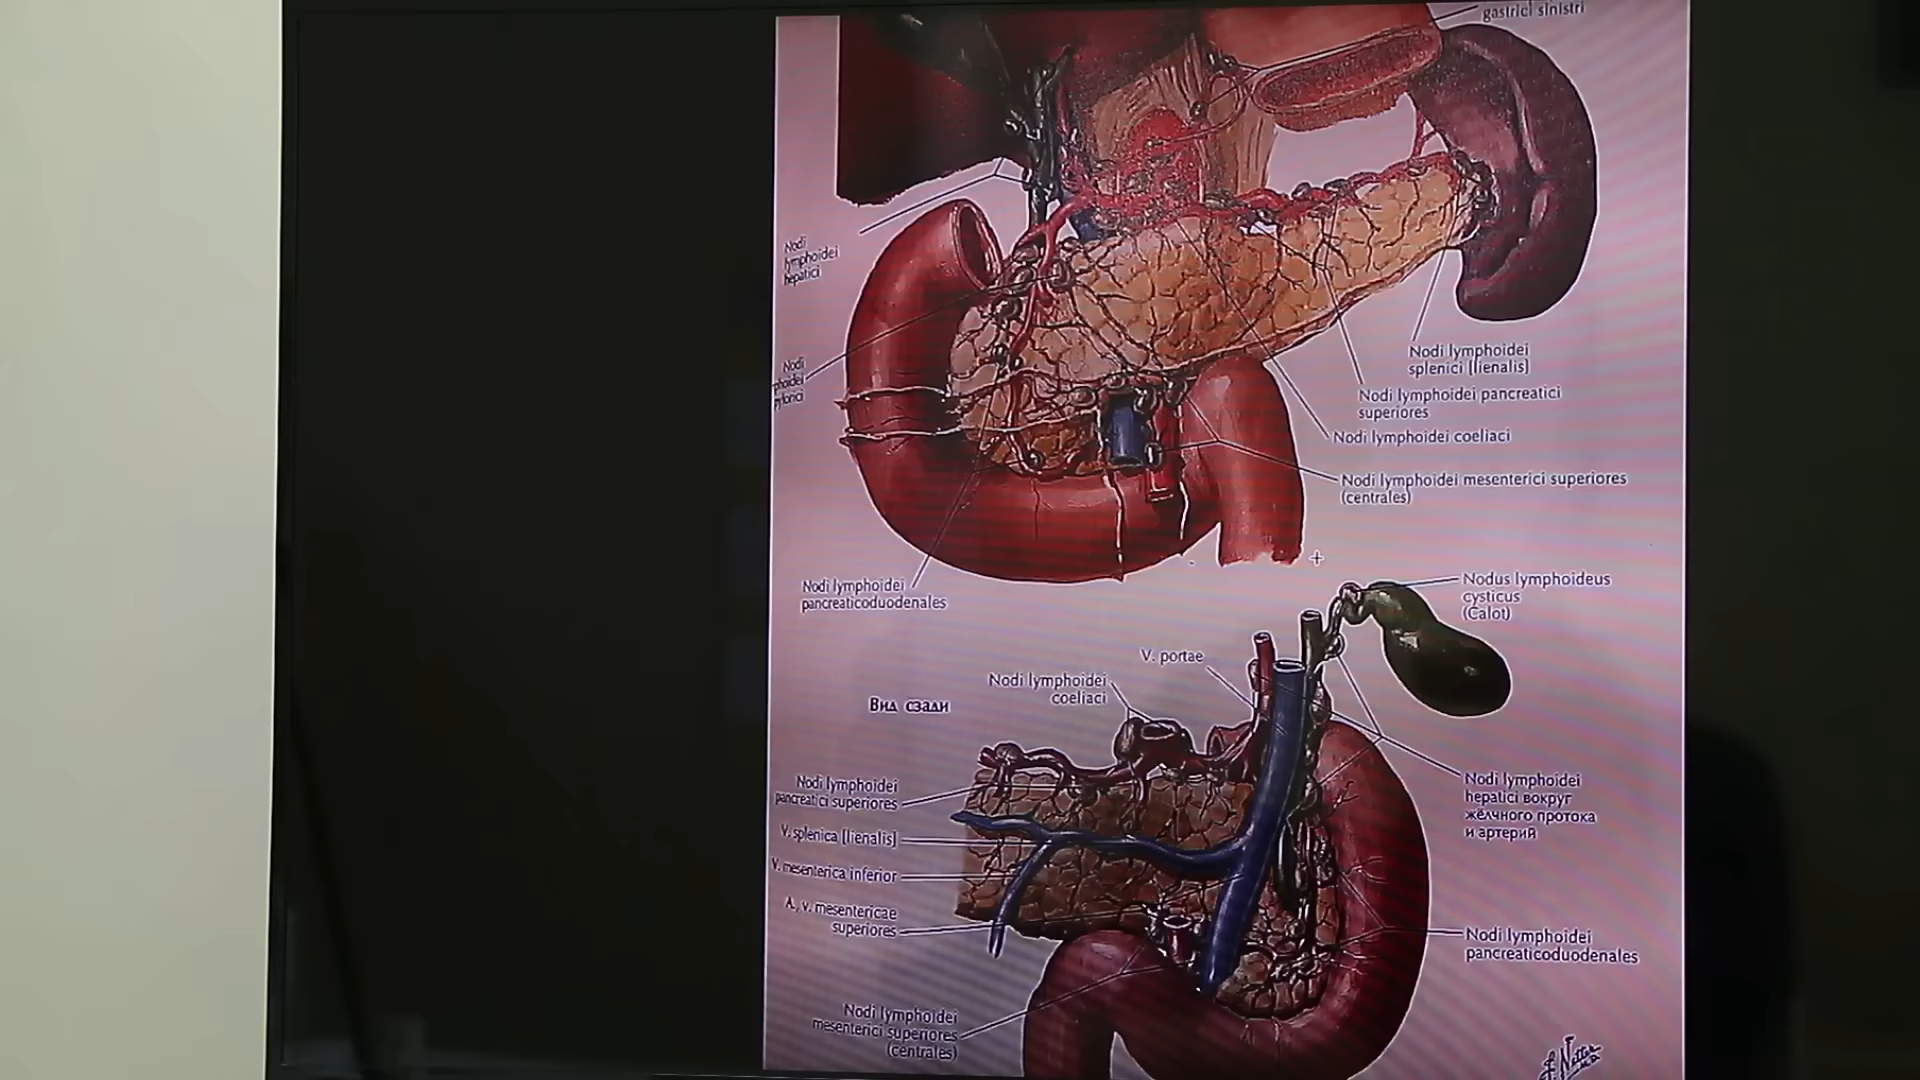 gastrici sinistri
Nodi
lymphoidei
hepatici
Nodi
phoidei
pylorici
Nodi lymphoidei
splenici [lienalis]
Nodi lymphoidei pancreatici
superiores
Nodi lymphoidei coeliaci
Nodi lymphoidei mesenterici superiores
(centrales)
Nodi lymphoidei
pancreaticoduodenales
Nodus lymphoideus
cysticus
(Calot)
V. portae
Nodi lymphoidei
coeliaci
Вид сзади
Nodi lymphoidei
pancreatici superiores
V. splenica [lienalis]
V. mesenterica inferior
A., v. mesentericae
superiores
Nodi lymphoidei
mesenterici superiores
(centrales)
Nodi lymphoidei
hepatici вокруг
жёлчного протока
и артерий
Nodi lymphoidei
pancreaticoduodenales
F. Netter